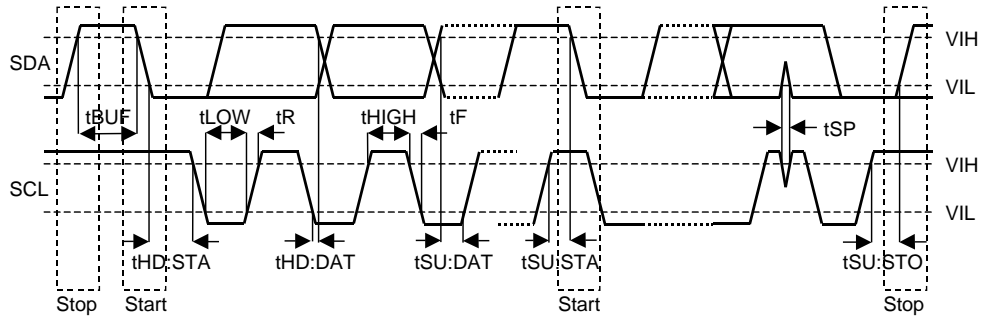 VIH
SDA
VIL
tBUF tLOW tR tHIGH tF
tSP
VIH
SCL
VIL
tHD:STA tHD:DAT tSU:DAT tSU:STA tSU:STO
Stop Start Start Stop